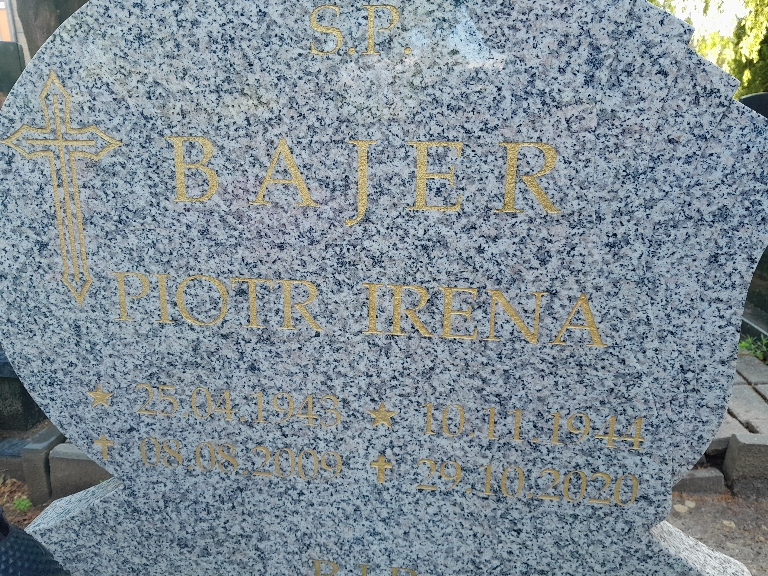 S.P.
BAJER
PIOTR IRENA
★ 25.04.1943 ★ 10.11.1944
✝ 08.08.2009 ✝ 29.10.2020